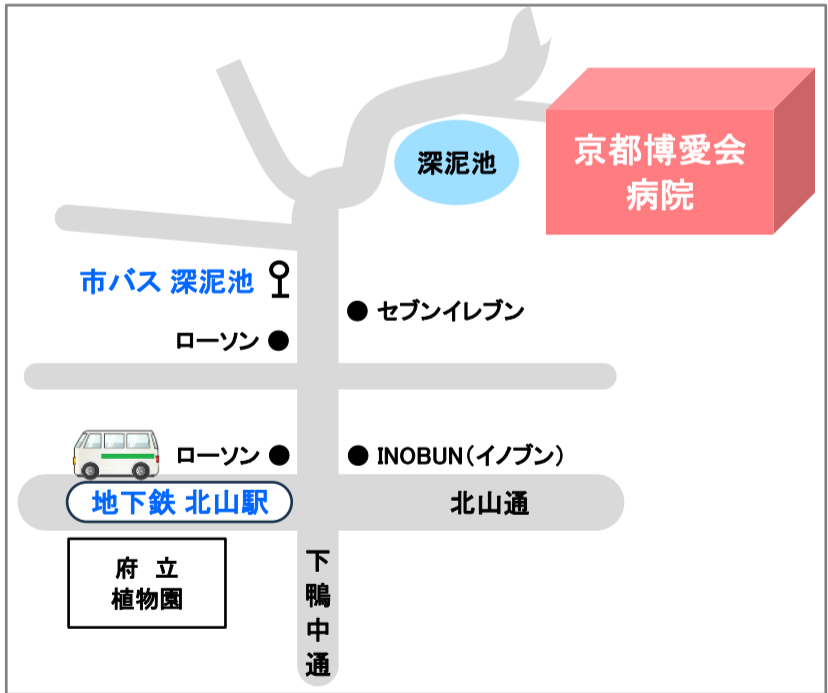 京都博愛会
病院
深泥池
市バス 深泥池
セブンイレブン
ローソン
ローソン
INOBUN(イノブン)
地下鉄 北山駅
北山通
府 立
植物園
下
鴨
中
通